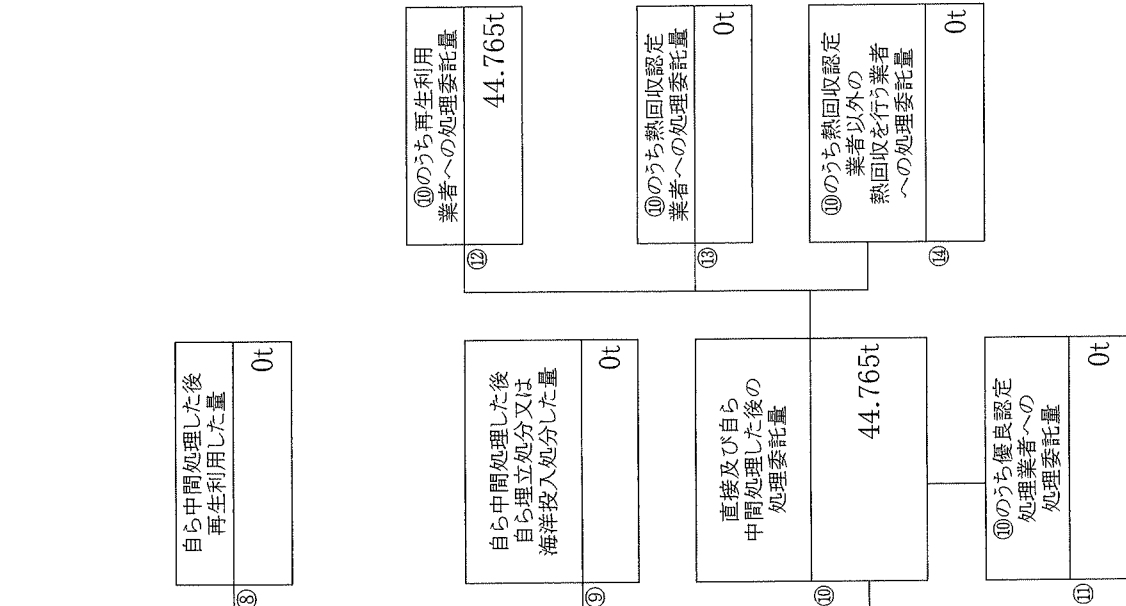 自ら中間処理した後
再生利用した量
0t
⑧
自ら中間処理した後
自ら埋立処分又は
海洋投入処分した量
0t
⑨
直接及び自ら
中間処理した後の
処理委託量
44.765t
⑩
⑩のうち優良認定
処理業者への
処理委託量
0t
⑪
⑩のうち再生利用
業者への処理委託量
44.765t
⑫
⑩のうち熱回収認定
業者への処理委託量
0t
⑬
⑩のうち熱回収認定
業者以外の
熱回収を行う業者
への処理委託量
0t
⑭